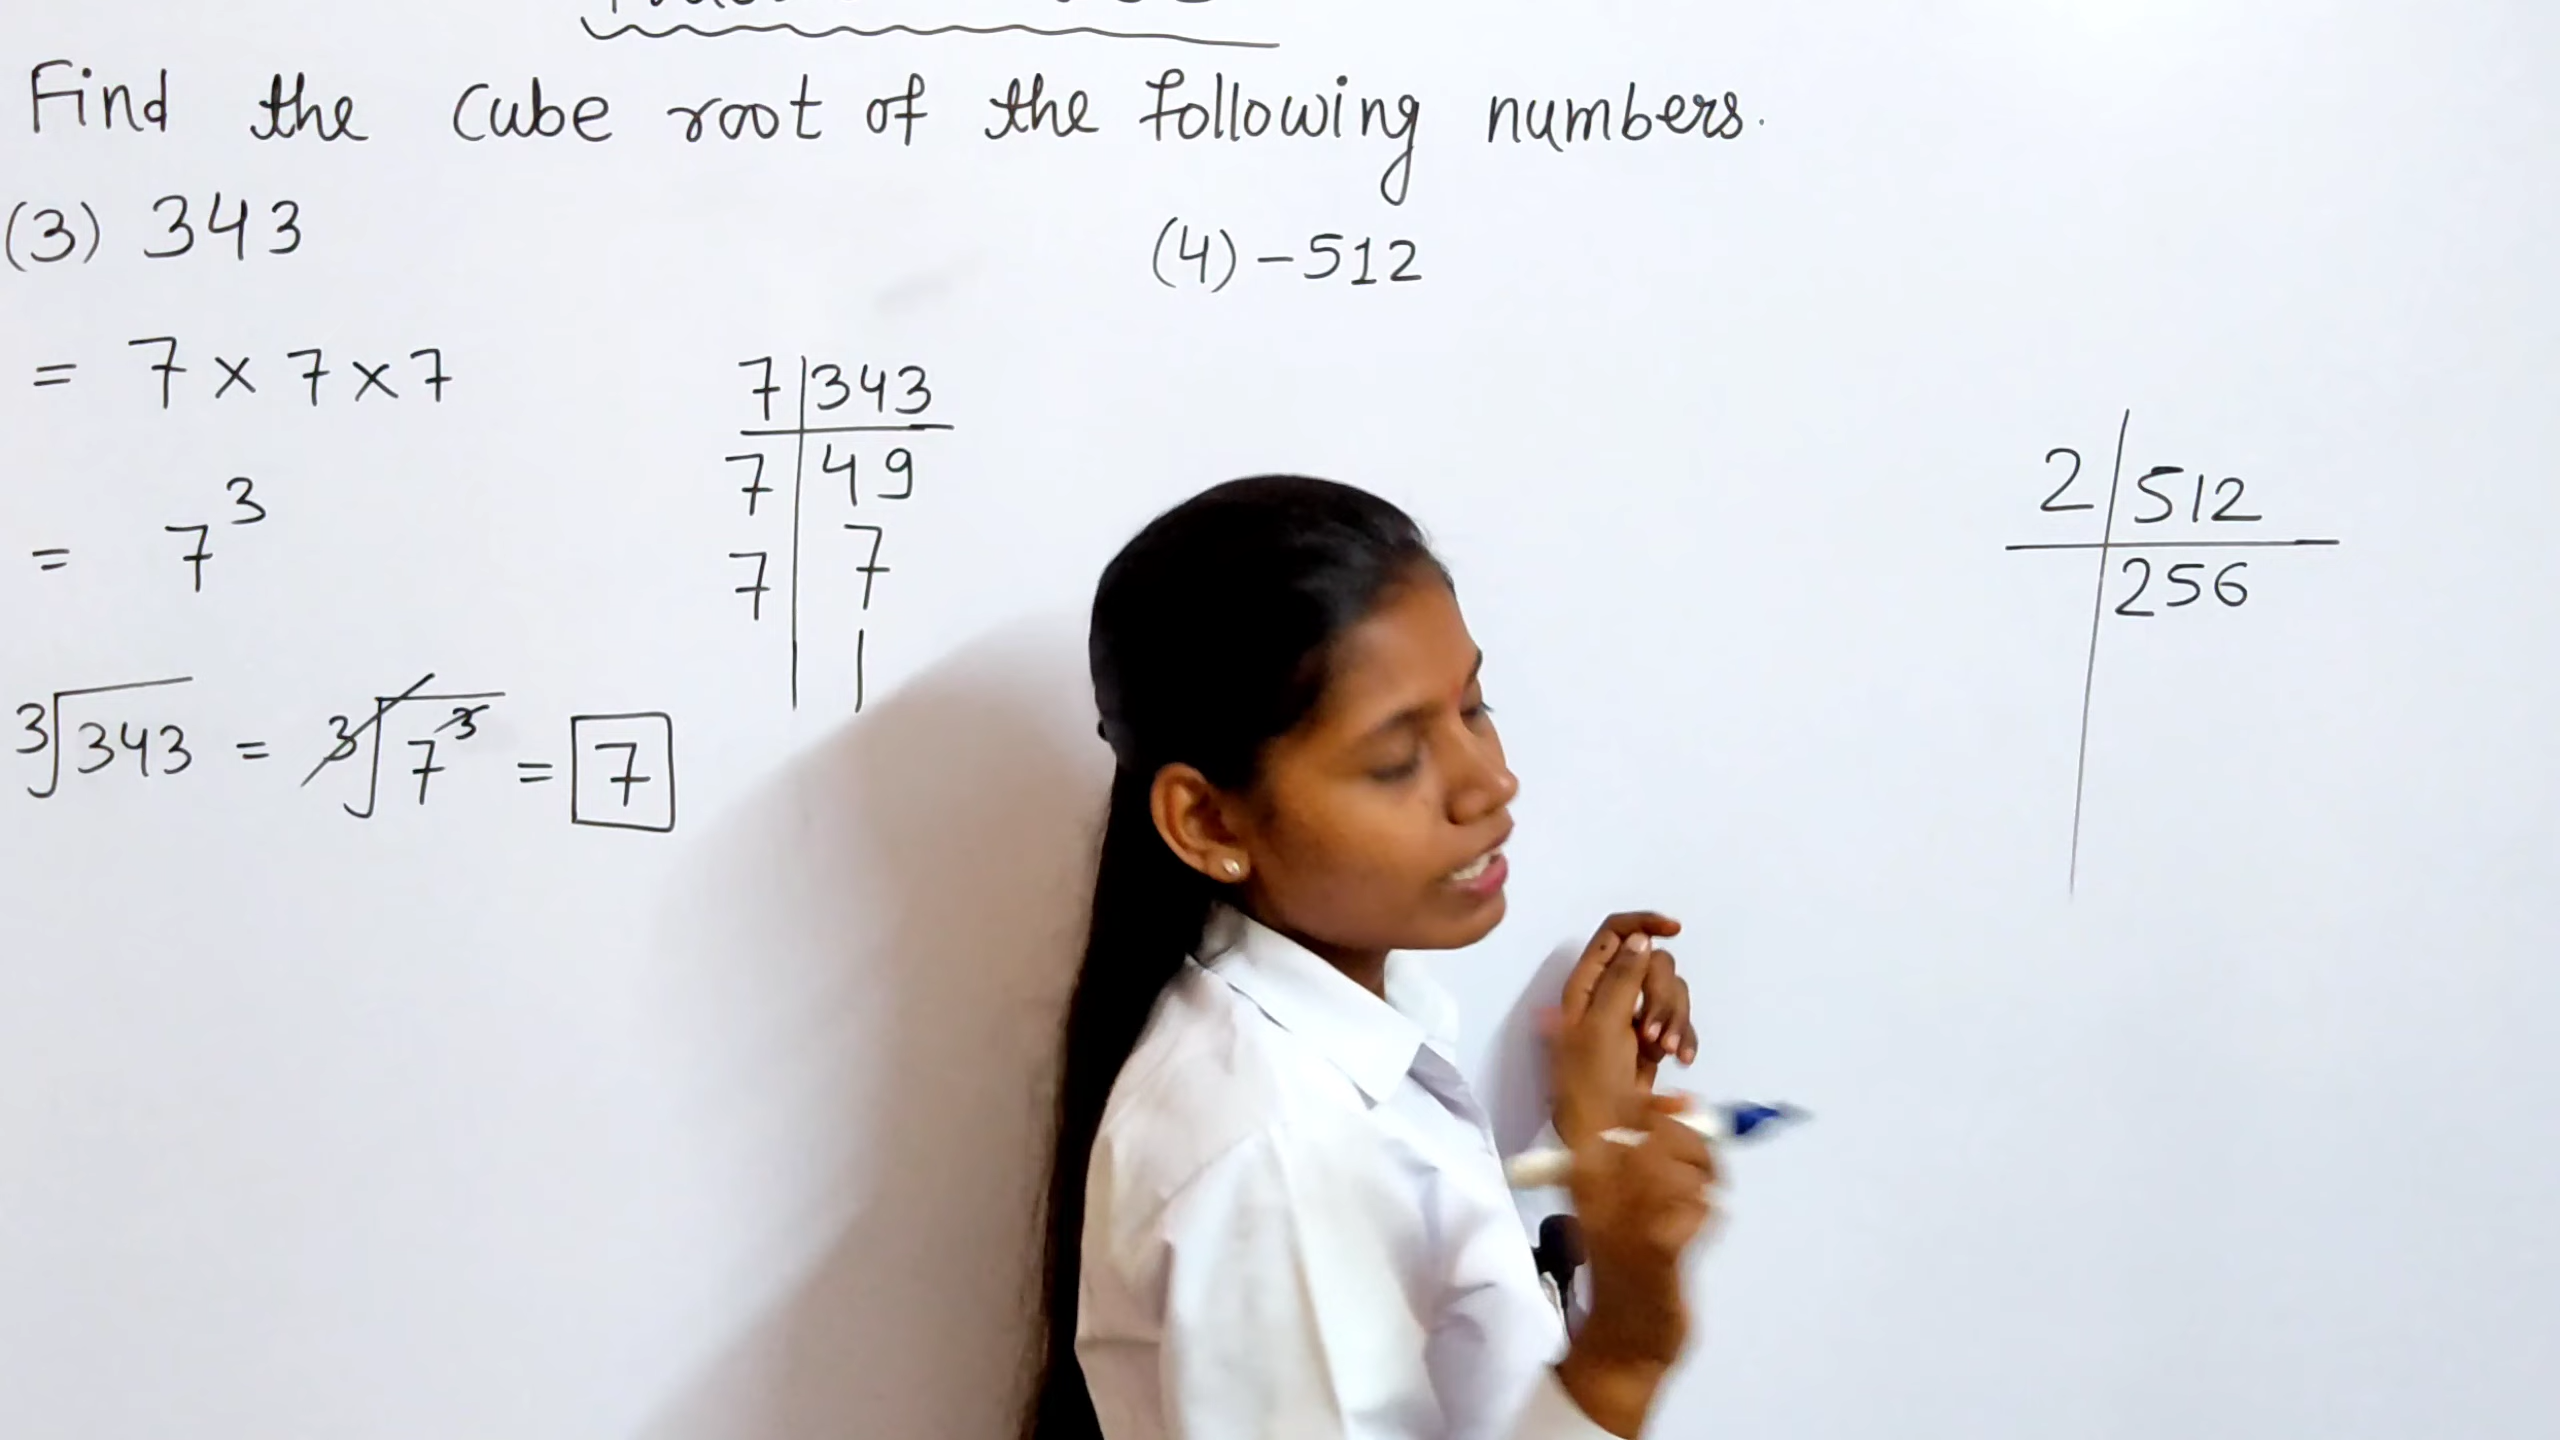 Find the cube root of the following numbers.
(3) 343
= 7 × 7 × 7
= 7³
∛343 = ∛7³ = 7
7 | 343
7 | 49
7 | 7
| 1
(4) -512
2 | 512
| 256